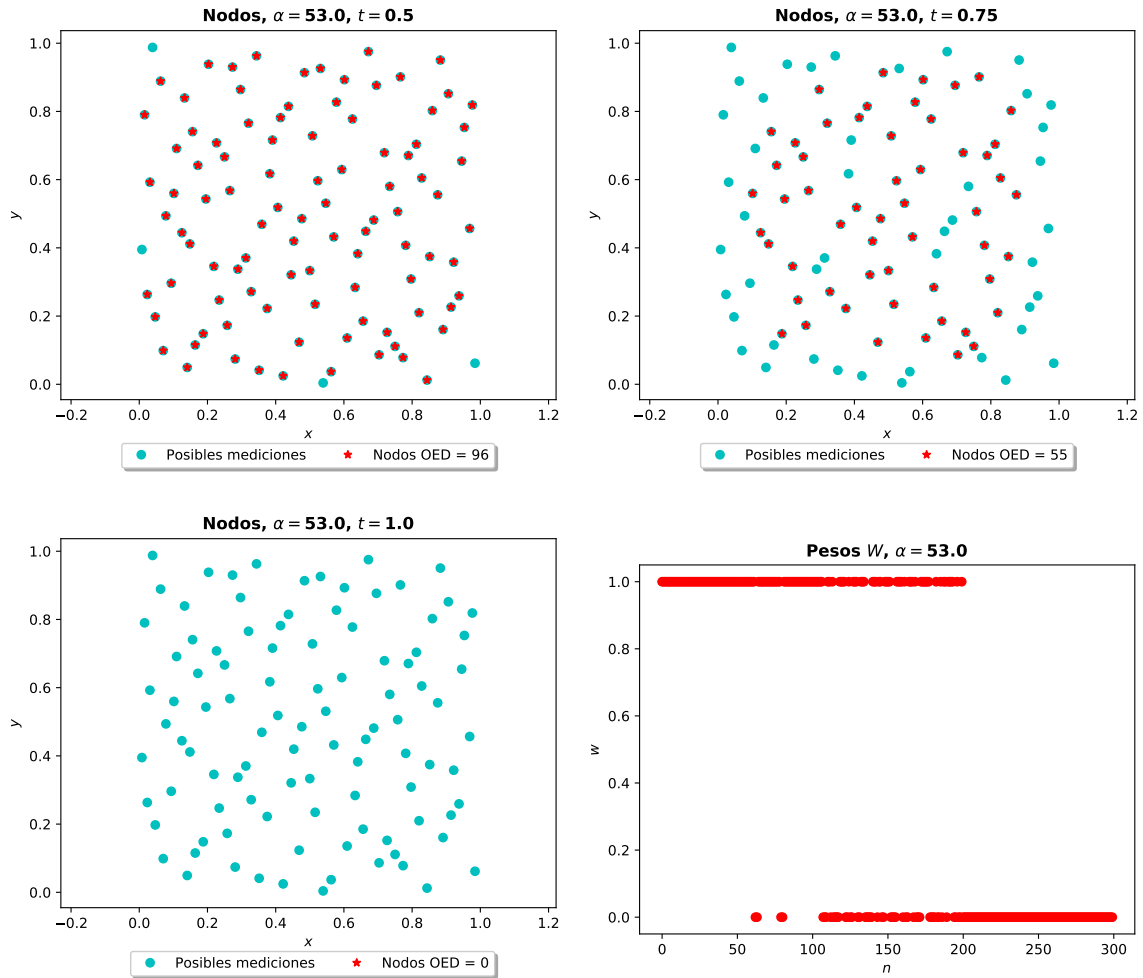 Nodos, α = 53.0, t = 0.5
1.0
0.8
0.6
0.4
0.2
0.0
y
−0.2 0.0 0.2 0.4 0.6 0.8 1.0 1.2
x
Posibles mediciones Nodos OED = 96
Nodos, α = 53.0, t = 0.75
1.0
0.8
0.6
0.4
0.2
0.0
y
−0.2 0.0 0.2 0.4 0.6 0.8 1.0 1.2
x
Posibles mediciones Nodos OED = 55
Nodos, α = 53.0, t = 1.0
1.0
0.8
0.6
0.4
0.2
0.0
y
−0.2 0.0 0.2 0.4 0.6 0.8 1.0 1.2
x
Posibles mediciones Nodos OED = 0
Pesos W, α = 53.0
1.0
0.8
0.6
0.4
0.2
0.0
w
0 50 100 150 200 250 300
n